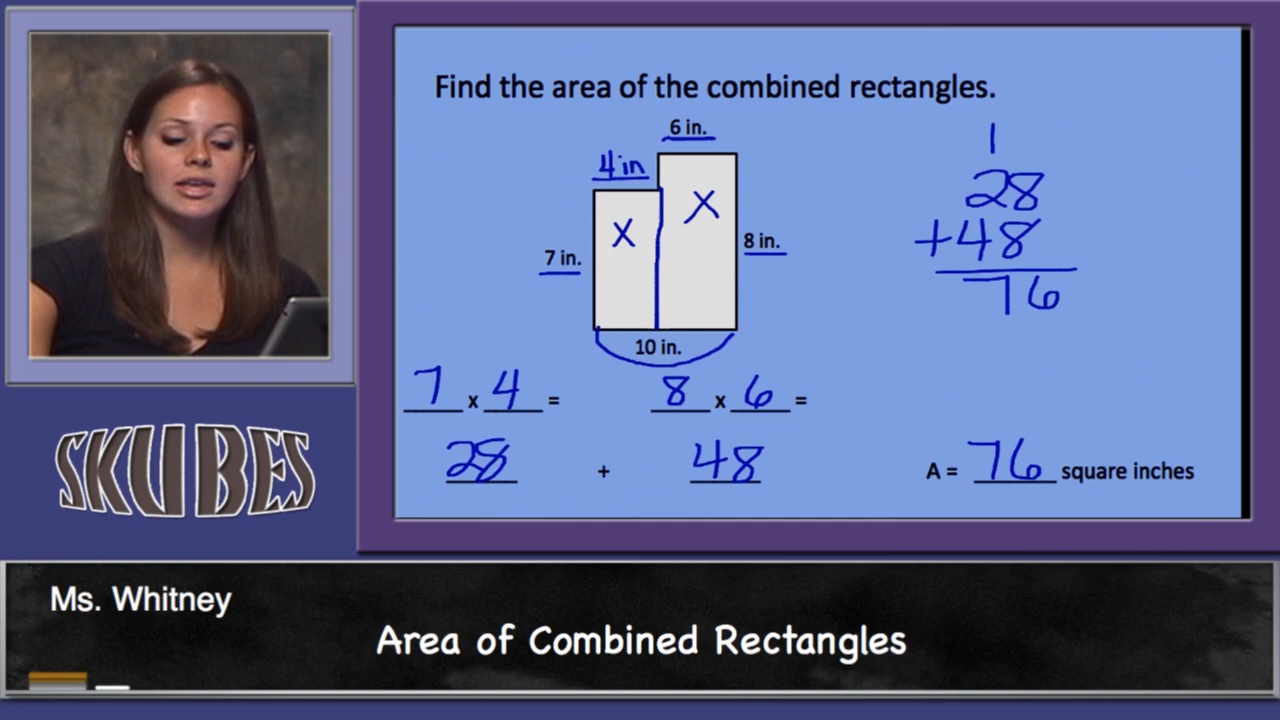 Find the area of the combined rectangles.
6 in.
4 in
X
X
7 in.
8 in.
10 in.
1
28
+48
76
7 x 4 =
8 x 6 =
28 + 48
A = 76 square inches
SKUBES
Ms. Whitney
Area of Combined Rectangles